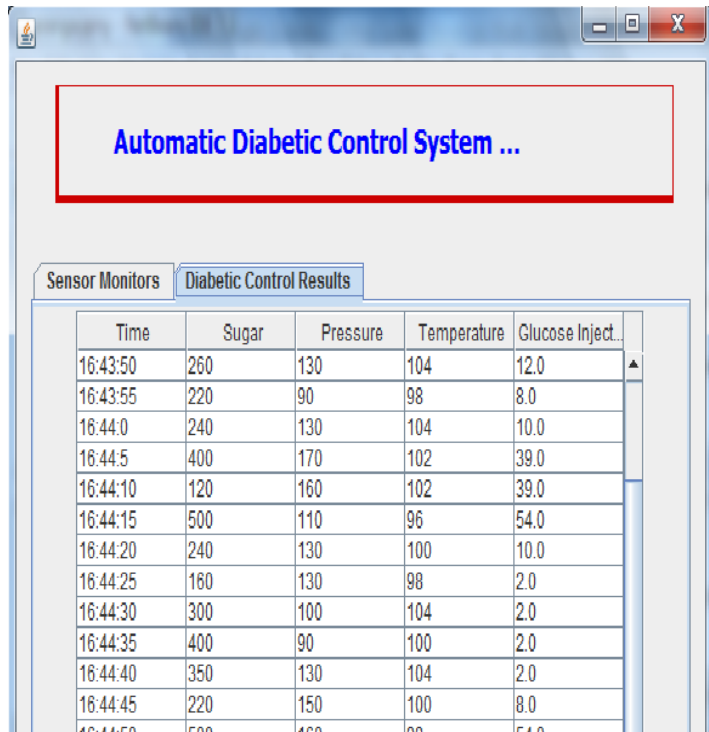 Automatic Diabetic Control System ...
Sensor Monitors Diabetic Control Results
Time Sugar Pressure Temperature Glucose Inject...
16:43:50 260 130 104 12.0
16:43:55 220 90 98 8.0
16:44:0 240 130 104 10.0
16:44:5 400 170 102 39.0
16:44:10 120 160 102 39.0
16:44:15 500 110 96 54.0
16:44:20 240 130 100 10.0
16:44:25 160 130 98 2.0
16:44:30 300 100 104 2.0
16:44:35 400 90 100 2.0
16:44:40 350 130 104 2.0
16:44:45 220 150 100 8.0